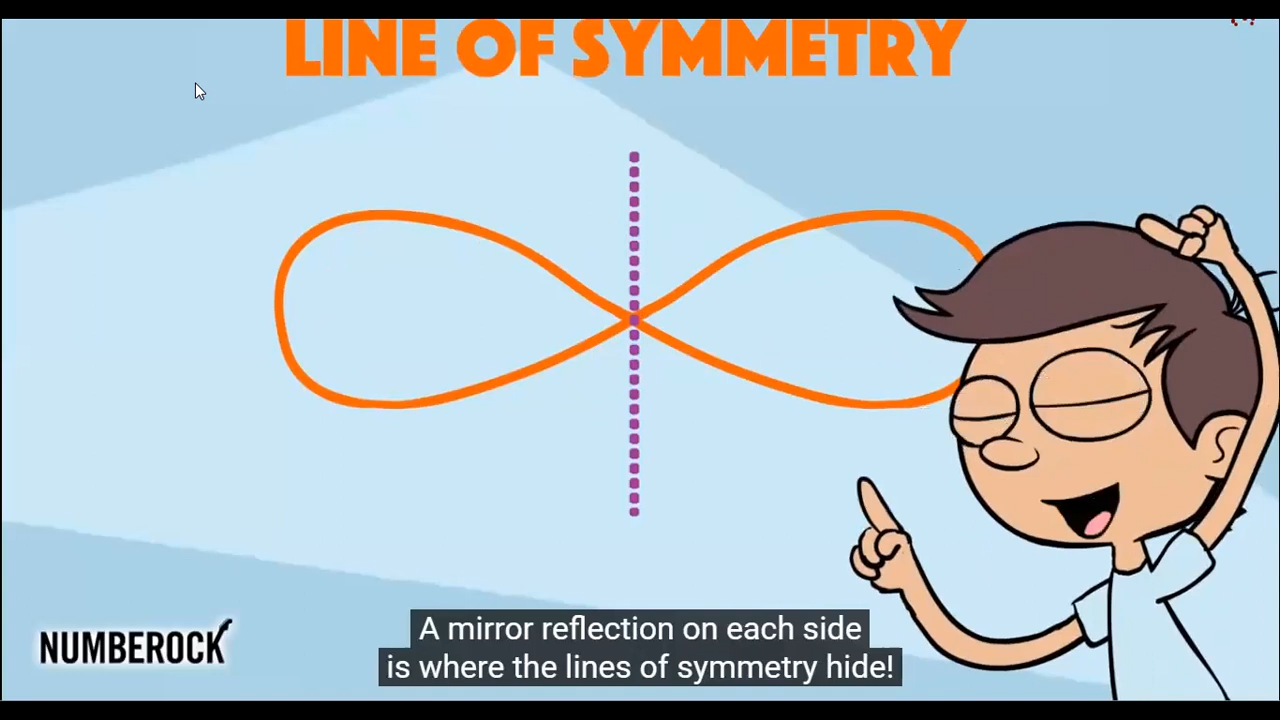 LINE OF SYMMETRY
NUMBEROCK
A mirror reflection on each side
is where the lines of symmetry hide!